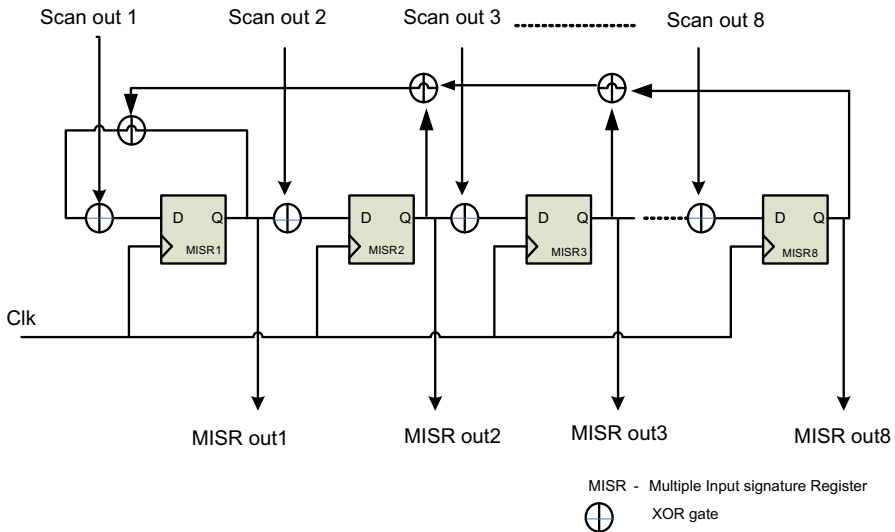 Scan out 1
Scan out 2
Scan out 3
Scan out 8
D Q
MISR1
D Q
MISR2
D Q
MISR3
D Q
MISR8
Clk
MISR out1
MISR out2
MISR out3
MISR out8
MISR - Multiple Input signature Register
XOR gate